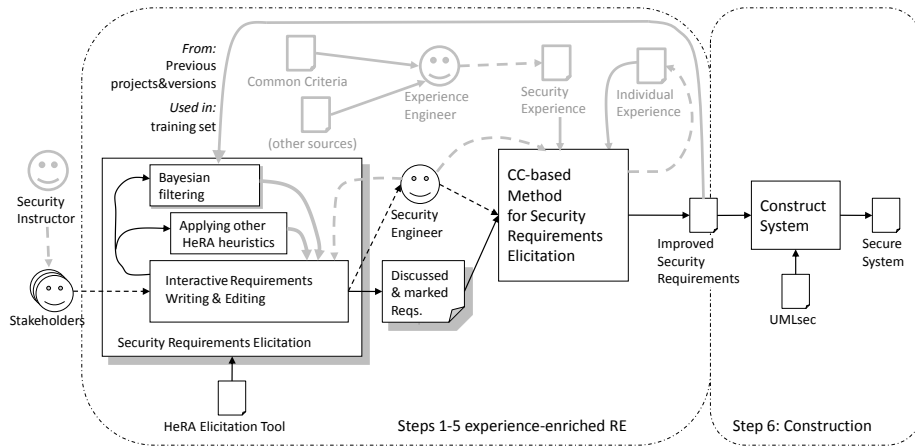 From:
Previous
projects&versions
Used in:
training set
Common Criteria
(other sources)
Experience
Engineer
Security
Experience
Individual
Experience
Security
Instructor
Stakeholders
Bayesian
filtering
Applying other
HeRA heuristics
Interactive Requirements
Writing & Editing
Security Requirements Elicitation
HeRA Elicitation Tool
Security
Engineer
Discussed
& marked
Reqs.
CC-based
Method
for Security
Requirements
Elicitation
Improved
Security
Requirements
Construct
System
Secure
System
UMLsec
Steps 1-5 experience-enriched RE
Step 6: Construction